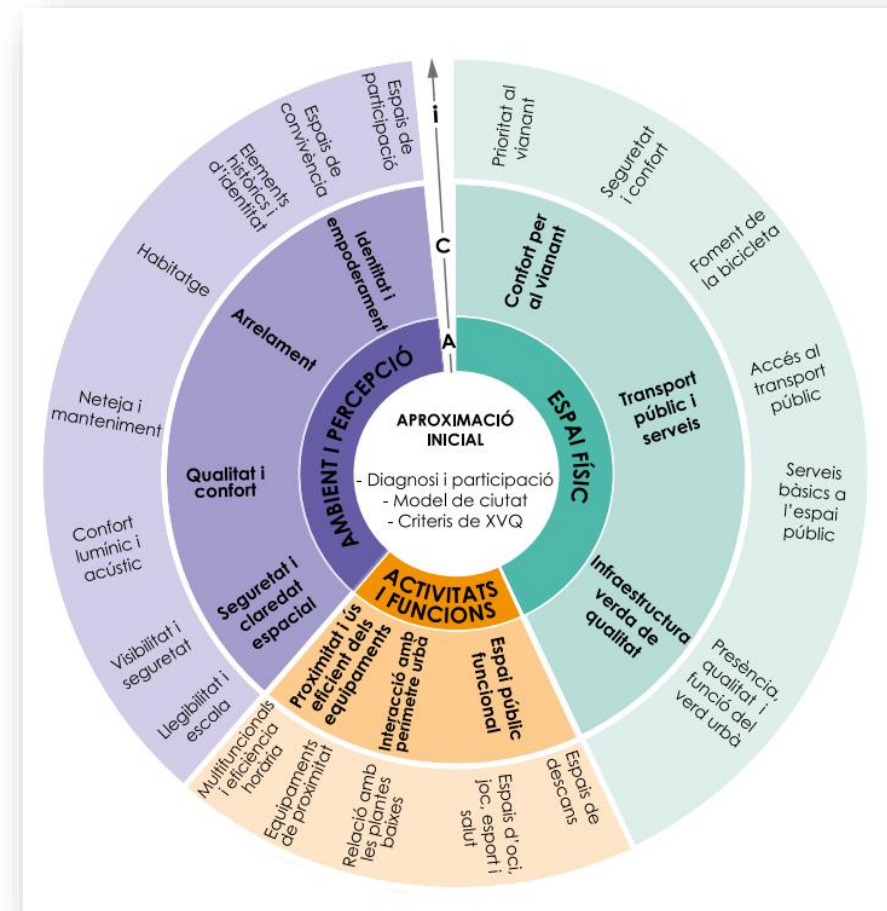 i
C
A
APROXIMACIÓ
INICIAL
- Diagnosi i participació
- Model de ciutat
- Criteris de XVQ
ESPAI FÍSIC
Confort per
al vianant
Transport
públic i
serveis
Infraestructura
verda de
qualitat
Prioritat al
vianant
Seguretat
i confort
Foment de
la bicicleta
Accés al
transport
públic
Serveis
bàsics a
l'espai
públic
Presència,
qualitat i
funció del
verd urbà
ACTIVITATS
I FUNCIONS
Espai públic
funcional
Interacció amb
perímetre urbà
Proximitat i ús
eficient dels
equipaments
Espais de
descans
Espais d'oci,
joc, esport i
salut
Relació amb
les plantes
baixes
Equipaments
de proximitat
Multifuncionals
i eficiència
horària
AMBIENT I PERCEPCIÓ
Seguretat i
claredat
espacial
Qualitat i
confort
Arrelament
Identitat i
empoderament
Llegibilitat i
escala
Visibilitat i
seguretat
Confort
lumínic i
acústic
Neteja i
manteniment
Habitatge
Elements
històrics i
d'identitat
Espais de
convivència
Espais de
participació